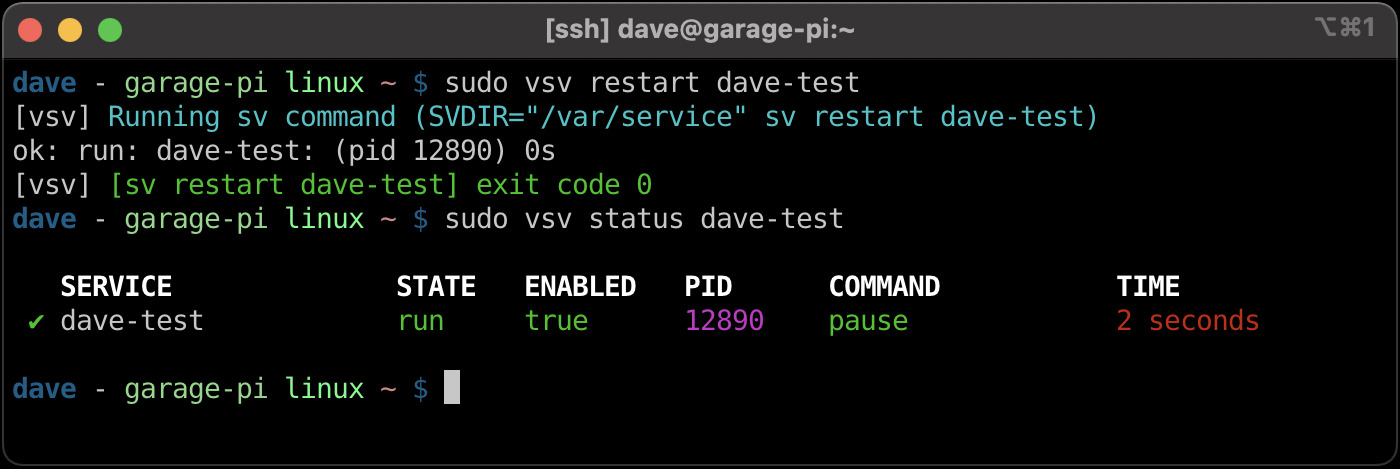 [ssh] dave@garage-pi:~ ⌥⌘1
dave - garage-pi linux ~ $ sudo vsv restart dave-test
[vsv] Running sv command (SVDIR="/var/service" sv restart dave-test)
ok: run: dave-test: (pid 12890) 0s
[vsv] [sv restart dave-test] exit code 0
dave - garage-pi linux ~ $ sudo vsv status dave-test
SERVICE STATE ENABLED PID COMMAND TIME
✔ dave-test run true 12890 pause 2 seconds
dave - garage-pi linux ~ $